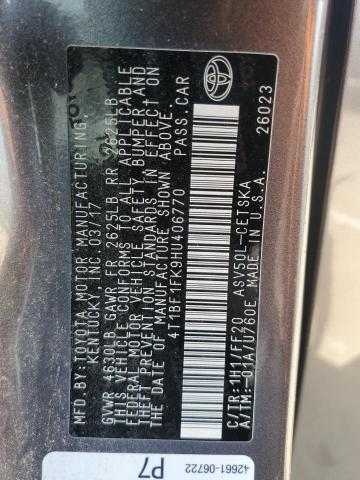 MFD. BY: TOYOTA MOTOR MANUFACTURING,
KENTUCKY, INC. 03/17
GVWR 4630LB GAWR FR 2625LB RR 2625LB
THIS VEHICLE CONFORMS TO ALL APPLICABLE
FEDERAL MOTOR VEHICLE SAFETY, BUMPER AND
THEFT PREVENTION STANDARDS IN EFFECT ON
THE DATE OF MANUFACTURE SHOWN ABOVE.
4T1BF1FK9HU406770 PASS.CAR
C/TR:1H1/FF20 ASV50L-CETSKA 26023
A/TM:-01A/U760E MADE IN U.S.A.
TOYOTA
42661-06722
P7